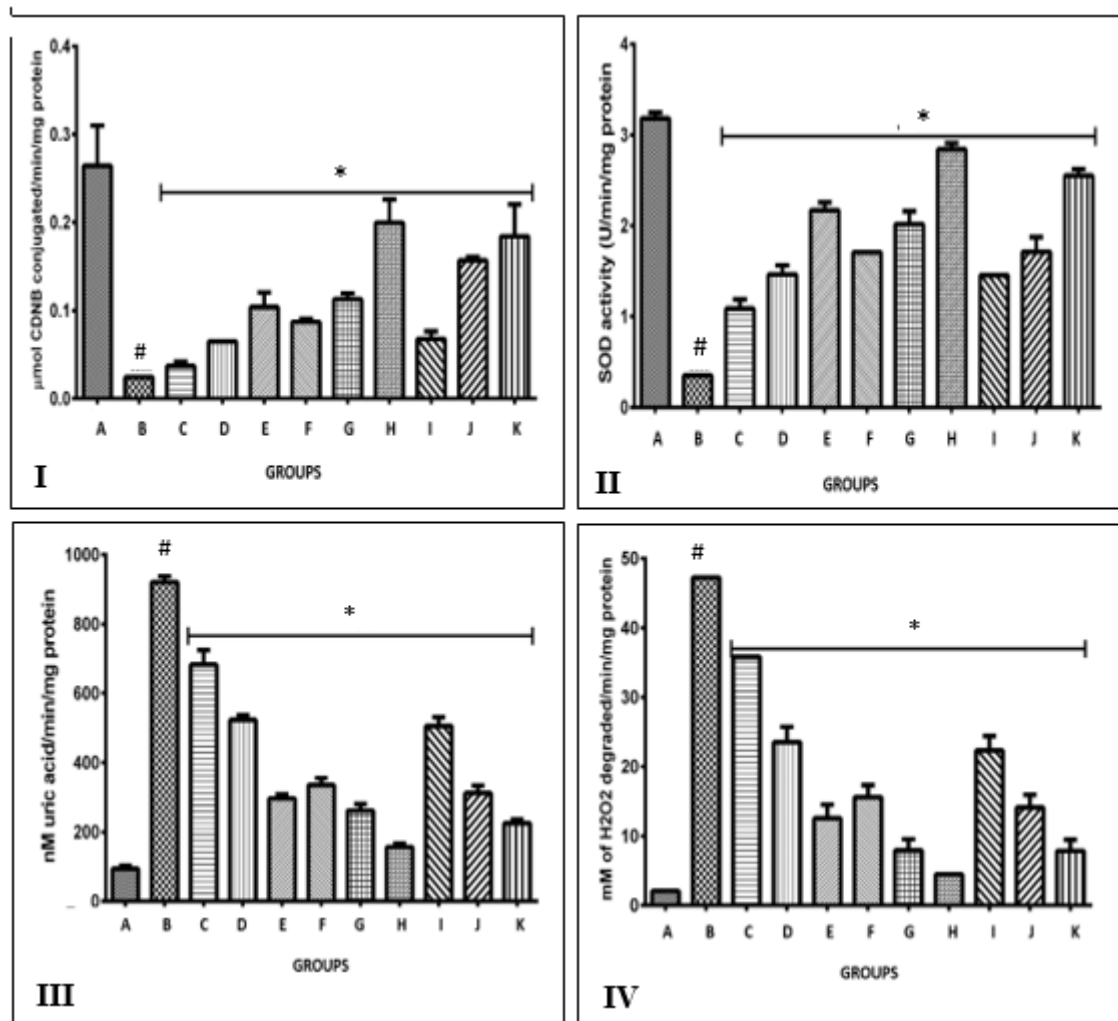 0.4
0.3
0.2
0.1
0.0
µmol CDNB conjugated/min/mg protein
#
*
A B C D E F G H I J K
GROUPS
I
4
3
2
1
0
SOD activity (U/min/mg protein
#
*
A B C D E F G H I J K
GROUPS
II
1000
800
600
400
200
0
nM uric acid/min/mg protein
#
*
A B C D E F G H I J K
GROUPS
III
50
40
30
20
10
0
mM of H2O2 degraded/min/mg protein
#
*
A B C D E F G H I J K
GROUPS
IV